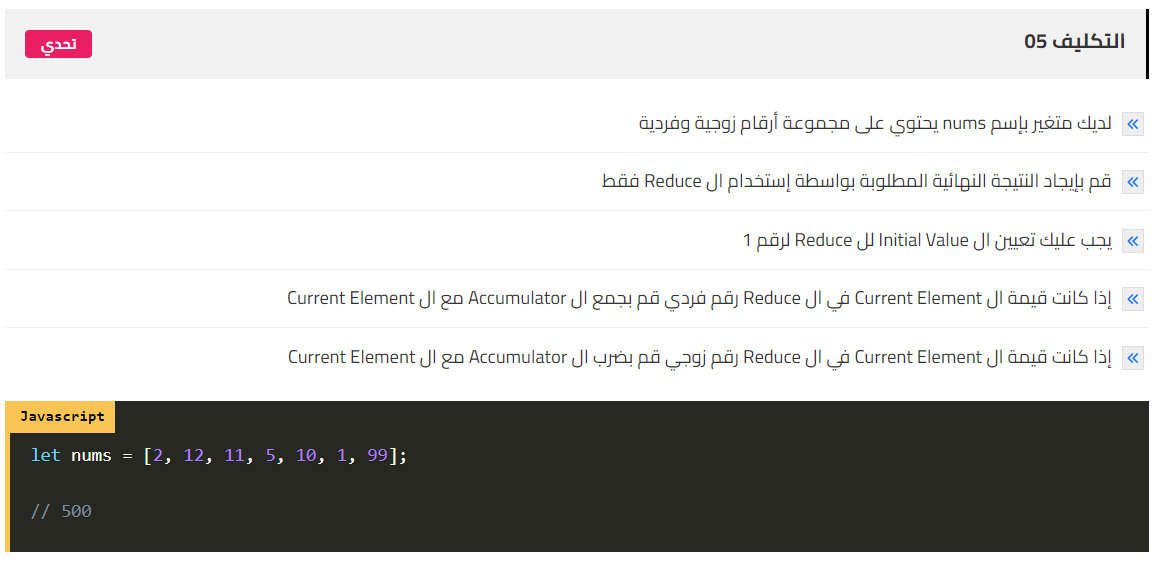 التكليف 05
تحدي
لديك متغير بإسم nums يحتوي على مجموعة أرقام زوجية وفردية
قم بإيجاد النتيجة النهائية المطلوبة بواسطة إستخدام ال Reduce فقط
يجب عليك تعيين ال Initial Value لل Reduce لرقم 1
إذا كانت قيمة ال Current Element في ال Reduce رقم فردي قم بجمع ال Accumulator مع ال Current Element
إذا كانت قيمة ال Current Element في ال Reduce رقم زوجي قم بضرب ال Accumulator مع ال Current Element
Javascript
let nums = [2, 12, 11, 5, 10, 1, 99];
// 500